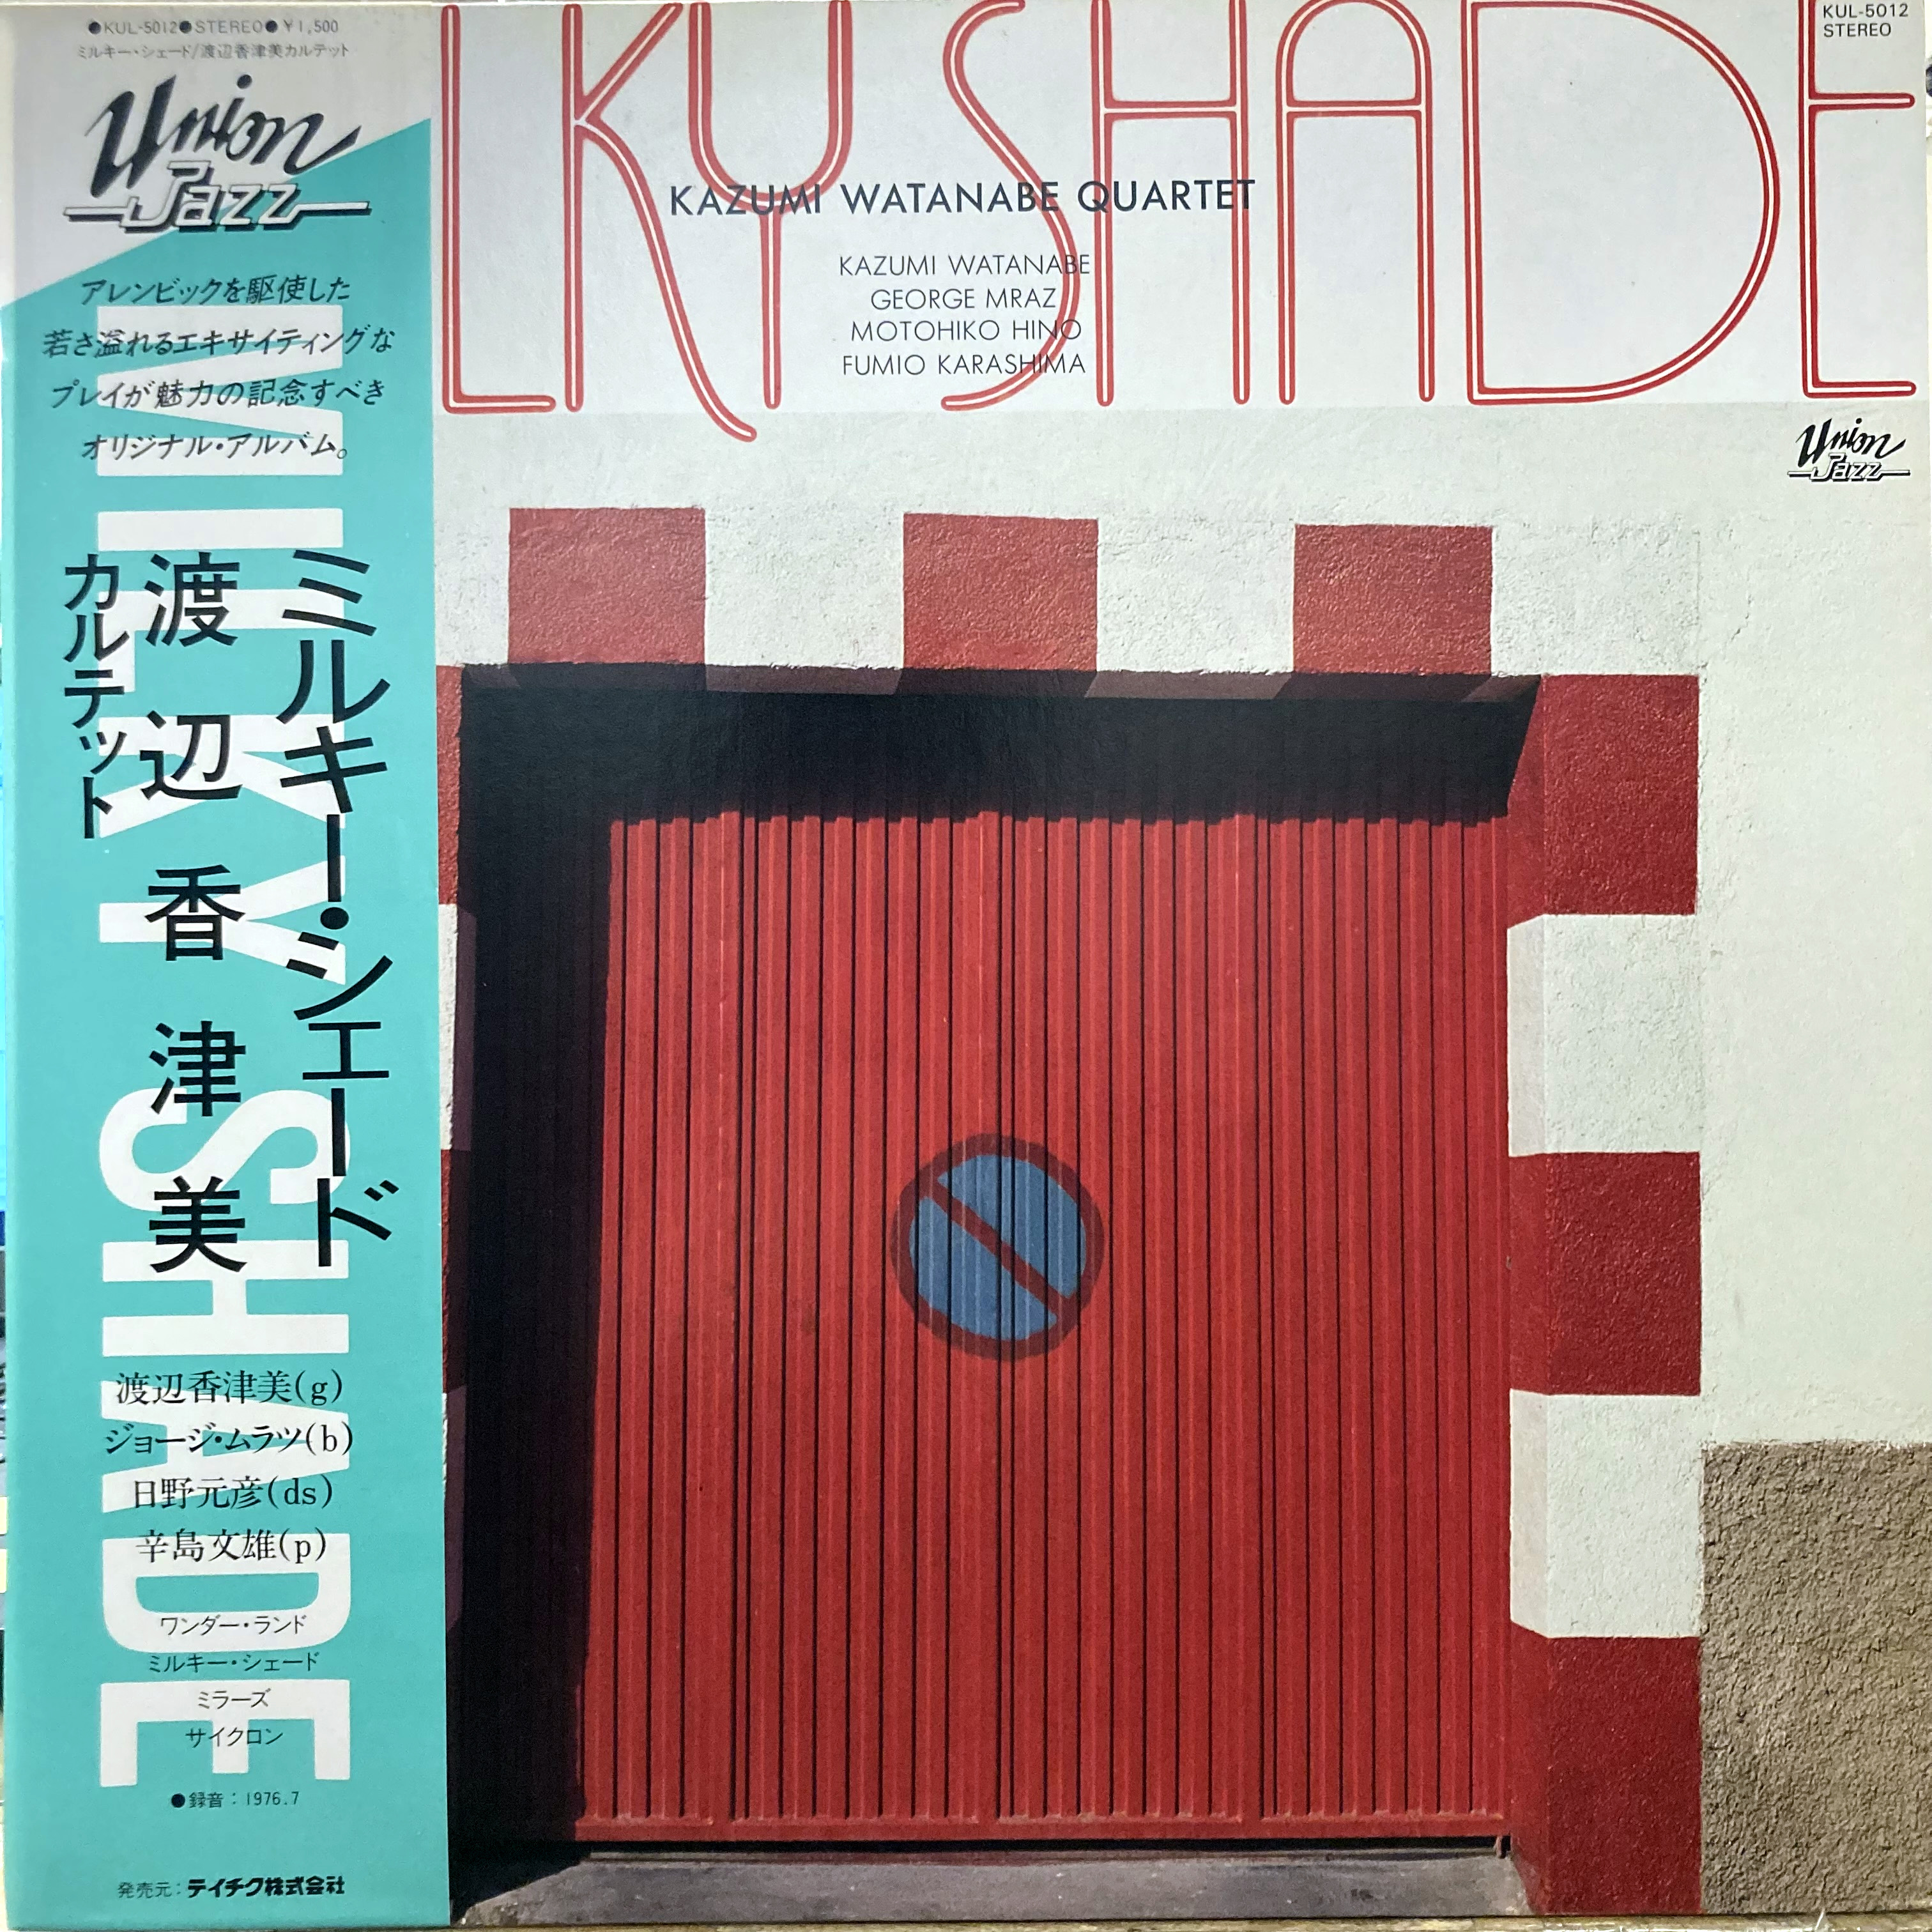 ●KUL-5012●STEREO●¥1,500
ミルキー・シェード/渡辺香津美カルテット
Union
Jazz
アレンビックを駆使した
若さ溢れるエキサイティングな
プレイが魅力の記念すべき
オリジナル・アルバム。
MILKY SHADE
ミルキー・シェード
渡辺香津美
カルテット
渡辺香津美(g)
ジョージ・ムラツ(b)
日野元彦(ds)
辛島文雄(p)
ワンダー・ランド
ミルキー・シェード
ミラーズ
サイクロン
●録音:1976.7
発売元:テイチク株式会社
LKY SHADE
KUL-5012
STEREO
KAZUMI WATANABE QUARTET
KAZUMI WATANABE
GEORGE MRAZ
MOTOHIKO HINO
FUMIO KARASHIMA
Union
Jazz